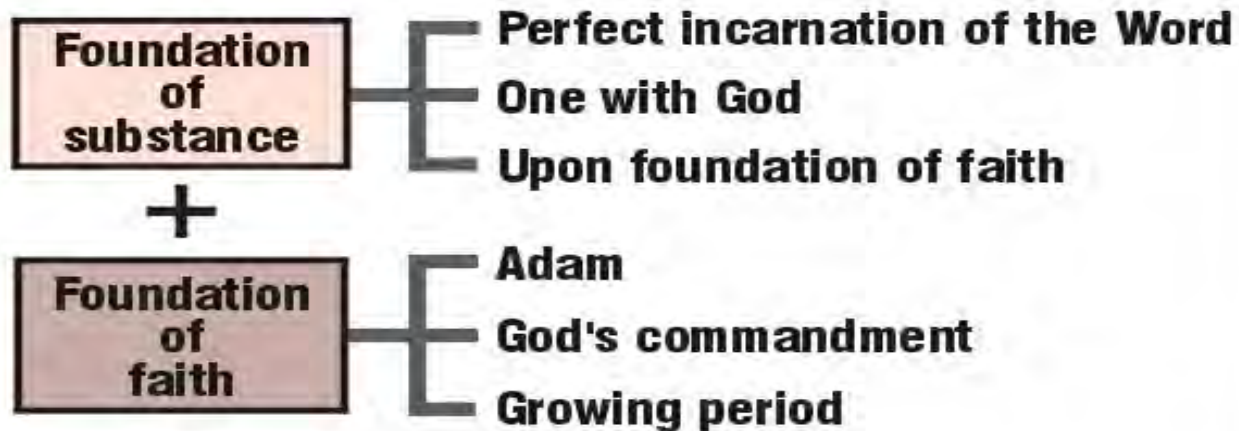 Foundation
of
substance
Perfect incarnation of the Word
One with God
Upon foundation of faith
+
Foundation
of
faith
Adam
God's commandment
Growing period